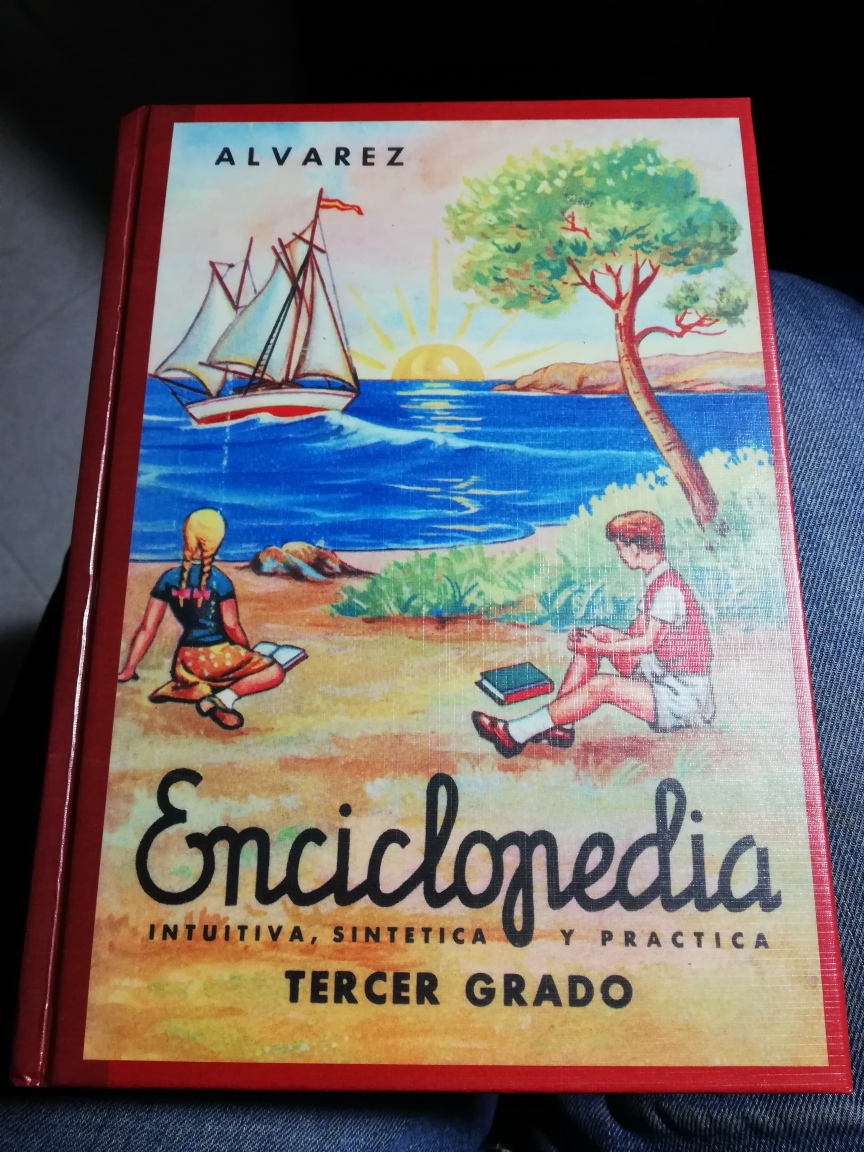 ALVAREZ
Enciclopedia
INTUITIVA, SINTETICA Y PRACTICA
TERCER GRADO